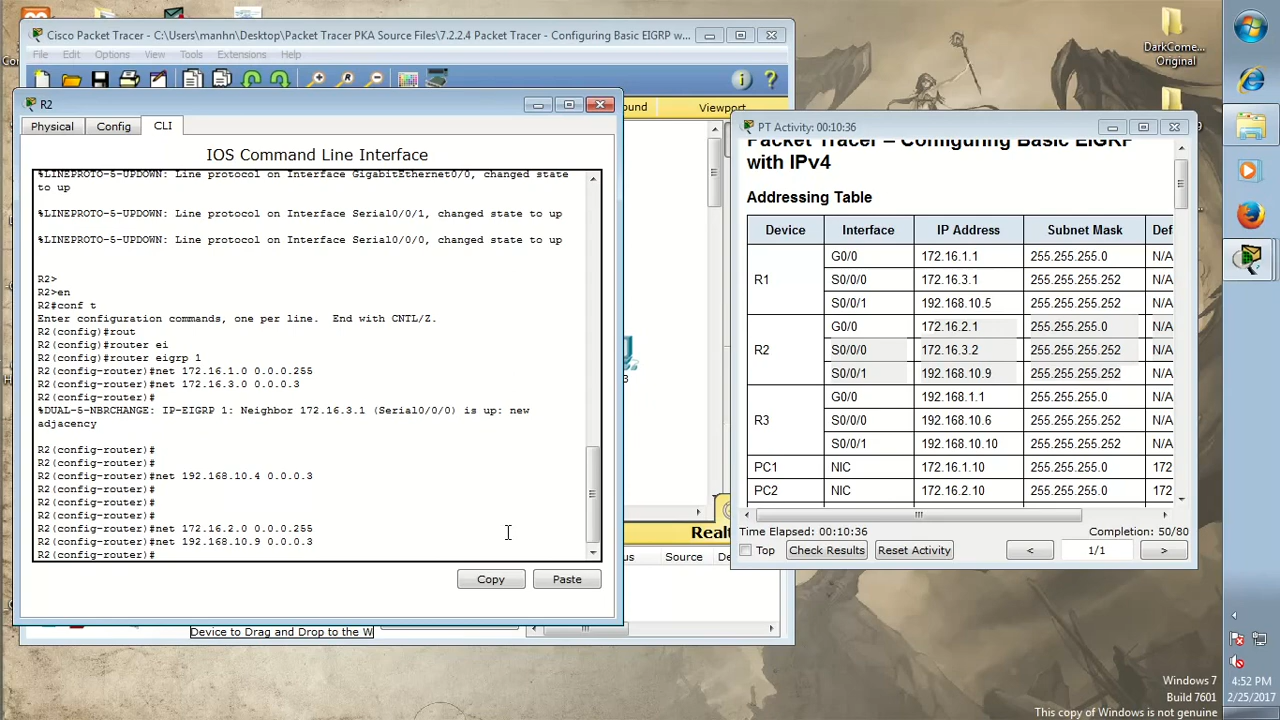 Cisco Packet Tracer - C:\Users\manhn\Desktop\Packet Tracer PKA Source Files\7.2.2.4 Packet Tracer - Configuring Basic EIGRP w...
File Edit Options View Tools Extensions Help
DarkCome...
Original
R2
ound
Viewport
Physical Config CLI
IOS Command Line Interface
%LINEPROTO-5-UPDOWN: Line protocol on Interface GigabitEthernet0/0, changed state
to up
%LINEPROTO-5-UPDOWN: Line protocol on Interface Serial0/0/1, changed state to up
%LINEPROTO-5-UPDOWN: Line protocol on Interface Serial0/0/0, changed state to up
R2>
R2>en
R2#conf t
Enter configuration commands, one per line.  End with CNTL/Z.
R2(config)#rout
R2(config)#router ei
R2(config)#router eigrp 1
R2(config-router)#net 172.16.1.0 0.0.0.255
R2(config-router)#net 172.16.3.0 0.0.0.3
R2(config-router)#
%DUAL-5-NBRCHANGE: IP-EIGRP 1: Neighbor 172.16.3.1 (Serial0/0/0) is up: new
adjacency
R2(config-router)#
R2(config-router)#
R2(config-router)#net 192.168.10.4 0.0.0.3
R2(config-router)#
R2(config-router)#
R2(config-router)#
R2(config-router)#net 172.16.2.0 0.0.0.255
R2(config-router)#net 192.168.10.9 0.0.0.3
R2(config-router)#
Copy Paste
Device to Drag and Drop to the W
3
Realt
Source De
PT Activity: 00:10:36
Packet Tracer – Configuring Basic EIGRP
with IPv4
Addressing Table
Device Interface IP Address Subnet Mask Def
R1 G0/0 172.16.1.1 255.255.255.0 N/A
S0/0/0 172.16.3.1 255.255.255.252 N/A
S0/0/1 192.168.10.5 255.255.255.252 N/A
R2 G0/0 172.16.2.1 255.255.255.0 N/A
S0/0/0 172.16.3.2 255.255.255.252 N/A
S0/0/1 192.168.10.9 255.255.255.252 N/A
R3 G0/0 192.168.1.1 255.255.255.0 N/A
S0/0/0 192.168.10.6 255.255.255.252 N/A
S0/0/1 192.168.10.10 255.255.255.252 N/A
PC1 NIC 172.16.1.10 255.255.255.0 172
PC2 NIC 172.16.2.10 255.255.255.0 172
Time Elapsed: 00:10:36 Completion: 50/80
Top Check Results Reset Activity < 1/1 >
9
4:52 PM
2/25/2017
Windows 7
Build 7601
This copy of Windows is not genuine